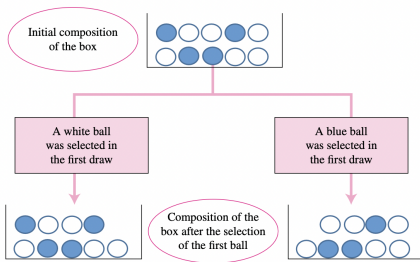 Initial composition
of the box
A white ball
was selected in
the first draw
A blue ball
was selected in
the first draw
Composition of the
box after the selection
of the first ball